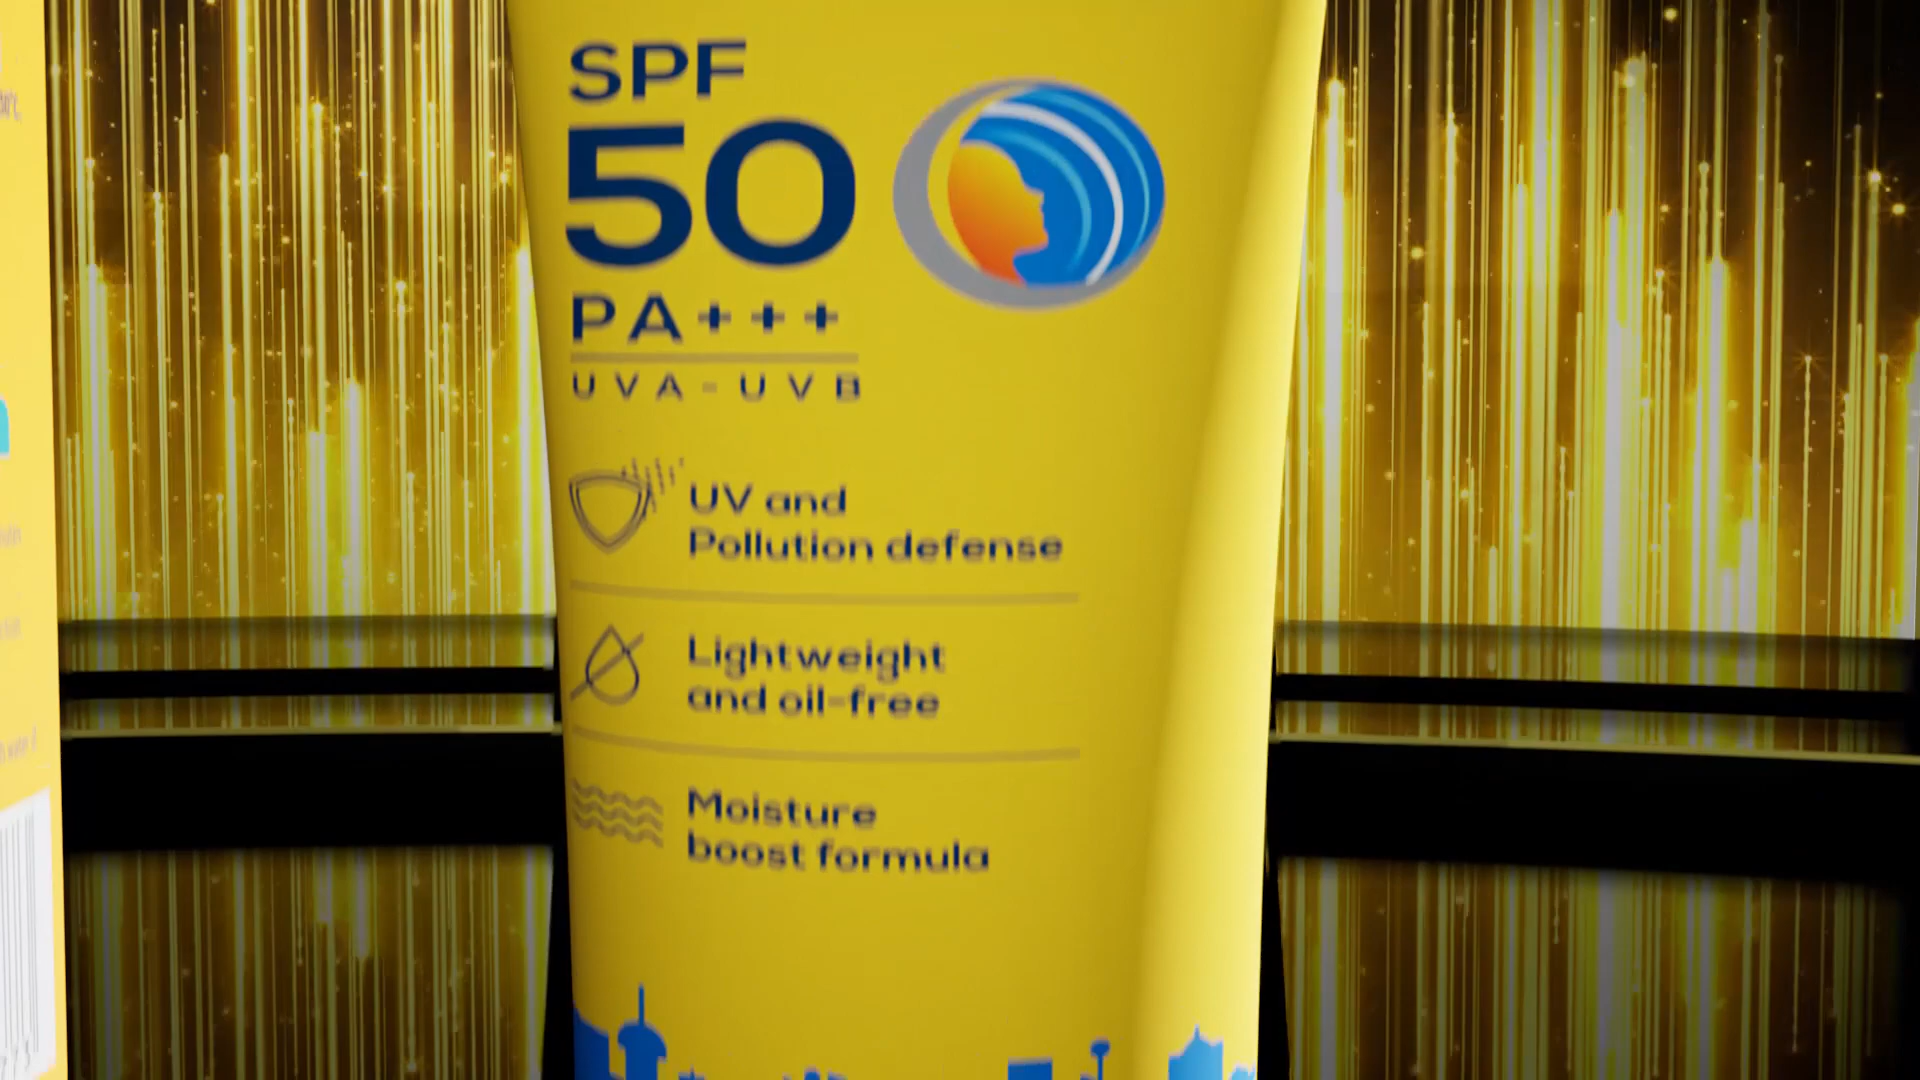 SPF
50
PA+++
UVA-UVB
UV and
Pollution defense
Lightweight
and oil-free
Moisture
boost formula